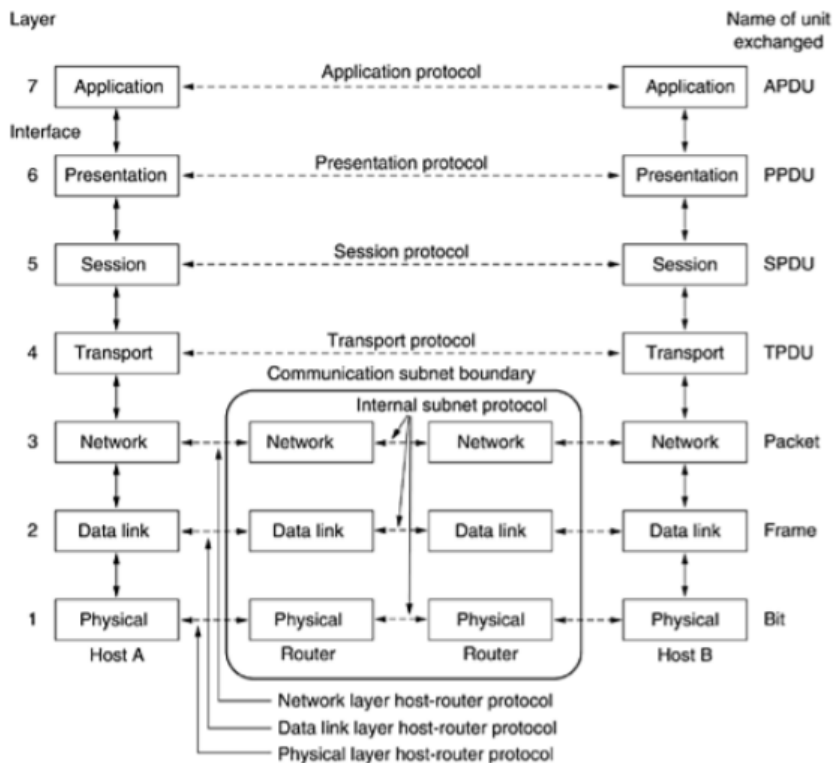 Layer
Name of unit
exchanged
Application protocol
7 Application Application APDU
Interface
Presentation protocol
6 Presentation Presentation PPDU
Session protocol
5 Session Session SPDU
Transport protocol
4 Transport Transport TPDU
Communication subnet boundary
Internal subnet protocol
3 Network Network Network Network Packet
2 Data link Data link Data link Data link Frame
1 Physical Physical Physical Physical Bit
Host A Router Router Host B
Network layer host-router protocol
Data link layer host-router protocol
Physical layer host-router protocol